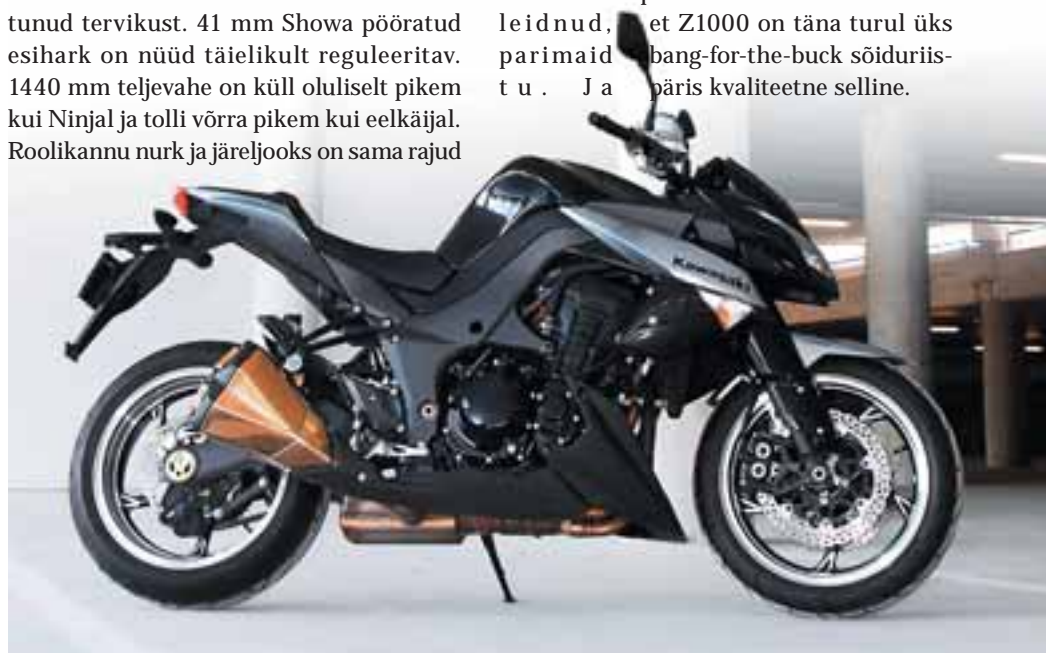 tunud tervikust. 41 mm Showa pööratud
esihark on nüüd täielikult reguleeritav.
1440 mm teljevahe on küll oluliselt pikem
kui Ninjal ja tolli võrra pikem kui eelkäijal.
Roolikannu nurk ja järeljooks on sama rajud
leidnud, et Z1000 on täna turul üks
parimaid bang-for-the-buck sõiduriis-
tu. Ja päris kvaliteetne selline.
Kawasaki